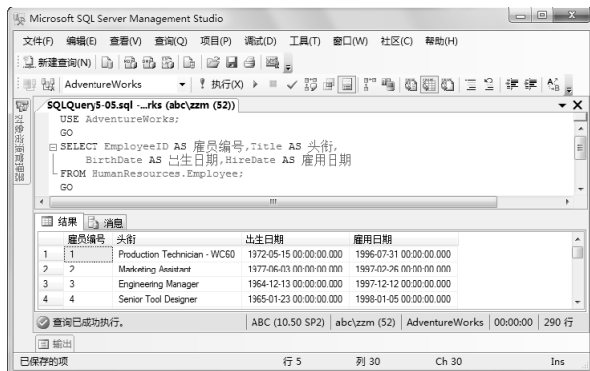 Microsoft SQL Server Management Studio
文件(F) 编辑(E) 查看(V) 查询(Q) 项目(P) 调试(D) 工具(T) 窗口(W) 社区(C) 帮助(H)
新建查询(N)
AdventureWorks 执行(X)
对象资源管理器
SQLQuery5-05.sql -...rks (abc\zzm (52))
USE AdventureWorks;
GO
SELECT EmployeeID AS 雇员编号,Title AS 头衔,
BirthDate AS 出生日期,HireDate AS 雇用日期
FROM HumanResources.Employee;
GO
结果 消息
雇员编号 头衔 出生日期 雇用日期
1 1 Production Technician - WC60 1972-05-15 00:00:00.000 1996-07-31 00:00:00.000
2 2 Marketing Assistant 1977-06-03 00:00:00.000 1997-02-26 00:00:00.000
3 3 Engineering Manager 1964-12-13 00:00:00.000 1997-12-12 00:00:00.000
4 4 Senior Tool Designer 1965-01-23 00:00:00.000 1998-01-05 00:00:00.000
查询已成功执行。 ABC (10.50 SP2) abc\zzm (52) AdventureWorks 00:00:00 290 行
输出
已保存的项 行 5 列 30 Ch 30 Ins